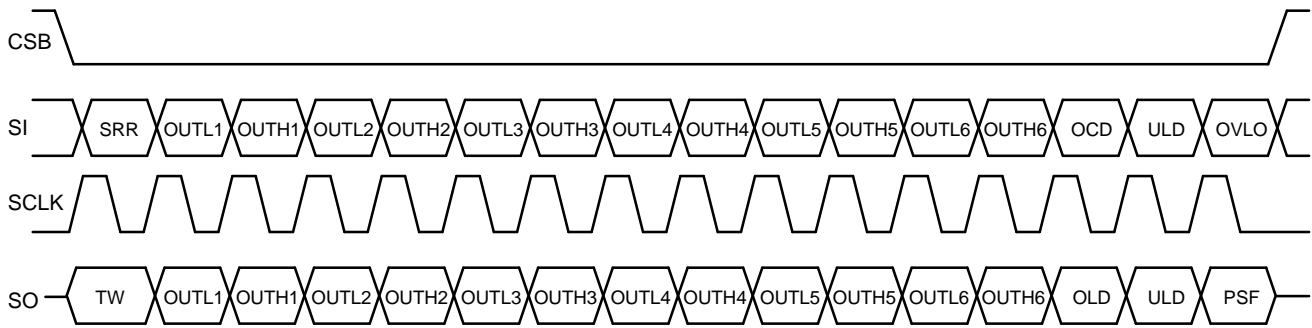 CSB
SI SRR OUTL1 OUTH1 OUTL2 OUTH2 OUTL3 OUTH3 OUTL4 OUTH4 OUTL5 OUTH5 OUTL6 OUTH6 OCD ULD OVLO
SCLK
SO TW OUTL1 OUTH1 OUTL2 OUTH2 OUTL3 OUTH3 OUTL4 OUTH4 OUTL5 OUTH5 OUTL6 OUTH6 OLD ULD PSF